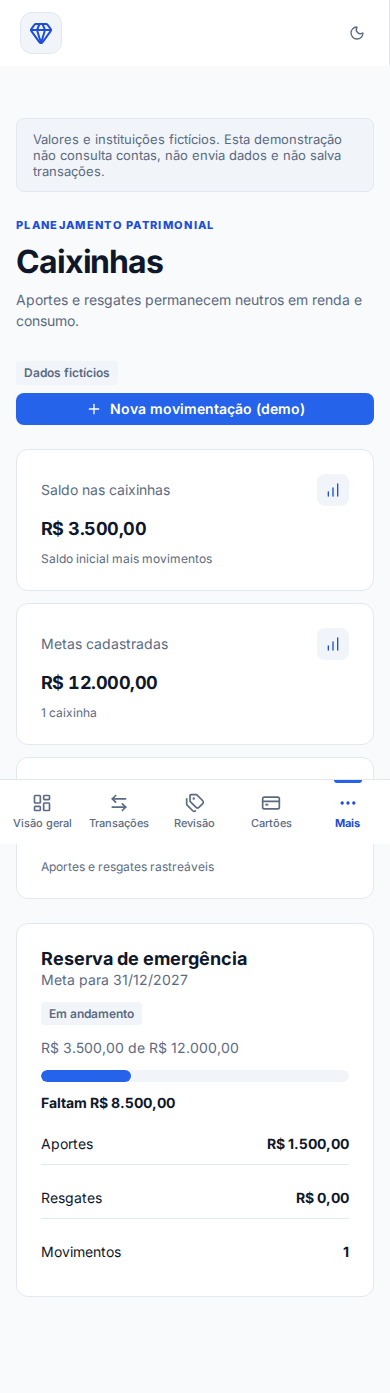 Valores e instituições fictícios. Esta demonstração
não consulta contas, não envia dados e não salva
transações.
PLANEJAMENTO PATRIMONIAL
Caixinhas
Aportes e resgates permanecem neutros em renda e
consumo.
Dados fictícios
Nova movimentação (demo)
Saldo nas caixinhas
R$ 3.500,00
Saldo inicial mais movimentos
Metas cadastradas
R$ 12.000,00
1 caixinha
Visão geral
Transações
Revisão
Cartões
Mais
Aportes e resgates rastreáveis
Reserva de emergência
Meta para 31/12/2027
Em andamento
R$ 3.500,00 de R$ 12.000,00
Faltam R$ 8.500,00
Aportes R$ 1.500,00
Resgates R$ 0,00
Movimentos 1